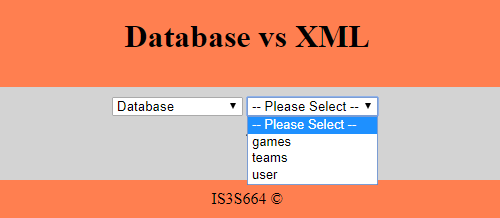 Database vs XML
Database -- Please Select --
-- Please Select --
games
teams
user
IS3S664 ©